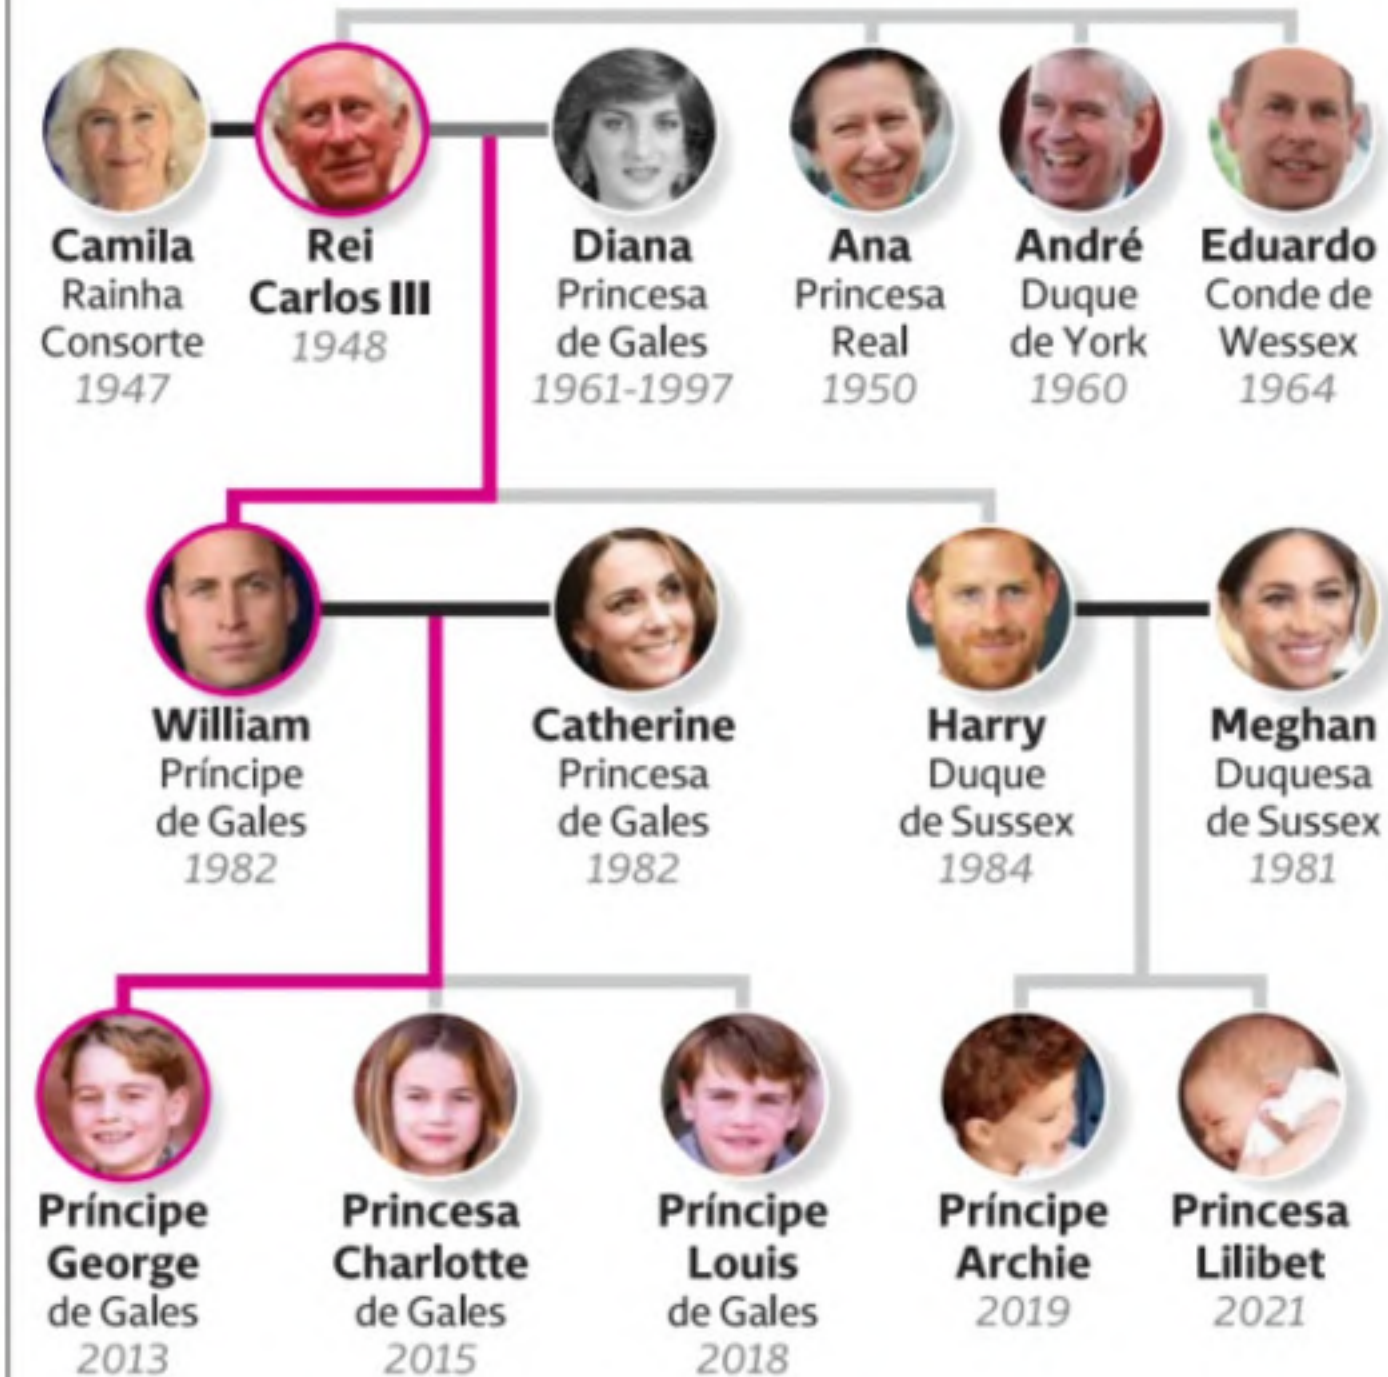 Camila
Rainha
Consorte
1947
Rei
Carlos III
1948
Diana
Princesa
de Gales
1961-1997
Ana
Princesa
Real
1950
André
Duque
de York
1960
Eduardo
Conde de
Wessex
1964
William
Príncipe
de Gales
1982
Catherine
Princesa
de Gales
1982
Harry
Duque
de Sussex
1984
Meghan
Duquesa
de Sussex
1981
Príncipe
George
de Gales
2013
Princesa
Charlotte
de Gales
2015
Príncipe
Louis
de Gales
2018
Príncipe
Archie
2019
Princesa
Lilibet
2021